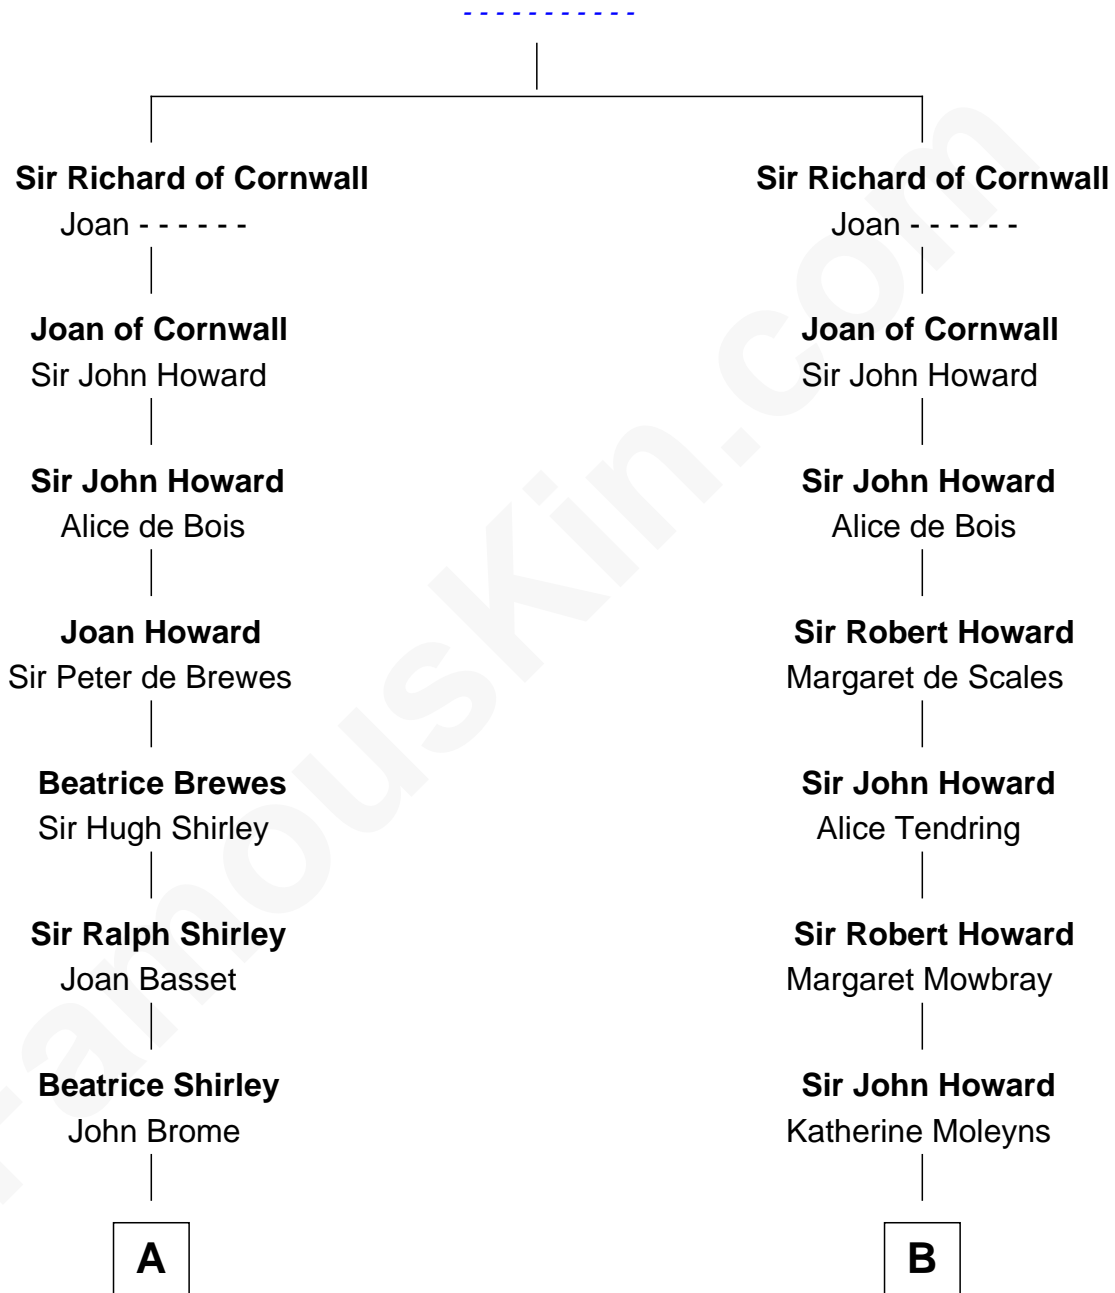 - - - - - - - - - - -
Sir Richard of Cornwall
Joan - - - - - -
Joan of Cornwall
Sir John Howard
Sir John Howard
Alice de Bois
Joan Howard
Sir Peter de Brewes
Beatrice Brewes
Sir Hugh Shirley
Sir Ralph Shirley
Joan Basset
Beatrice Shirley
John Brome
A
Sir Richard of Cornwall
Joan - - - - - -
Joan of Cornwall
Sir John Howard
Sir John Howard
Alice de Bois
Sir Robert Howard
Margaret de Scales
Sir John Howard
Alice Tendring
Sir Robert Howard
Margaret Mowbray
Sir John Howard
Katherine Moleyns
B
FamousKin.com